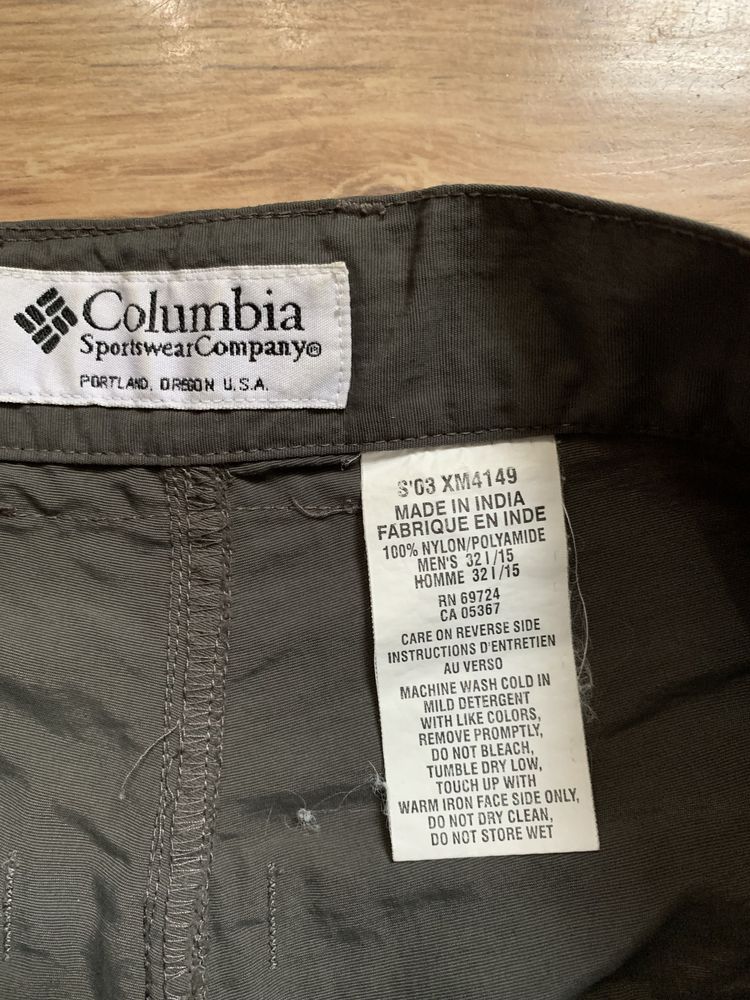 Columbia
SportswearCompany®
PORTLAND, OREGON U.S.A.
S'03 XM4149
MADE IN INDIA
FABRIQUE EN INDE
100% NYLON/POLYAMIDE
MEN'S 32 I/15
HOMME 32 I/15
RN 69724
CA 05367
CARE ON REVERSE SIDE
INSTRUCTIONS D'ENTRETIEN
AU VERSO
MACHINE WASH COLD IN
MILD DETERGENT
WITH LIKE COLORS,
REMOVE PROMPTLY,
DO NOT BLEACH,
TUMBLE DRY LOW,
TOUCH UP WITH
WARM IRON FACE SIDE ONLY,
DO NOT DRY CLEAN,
DO NOT STORE WET